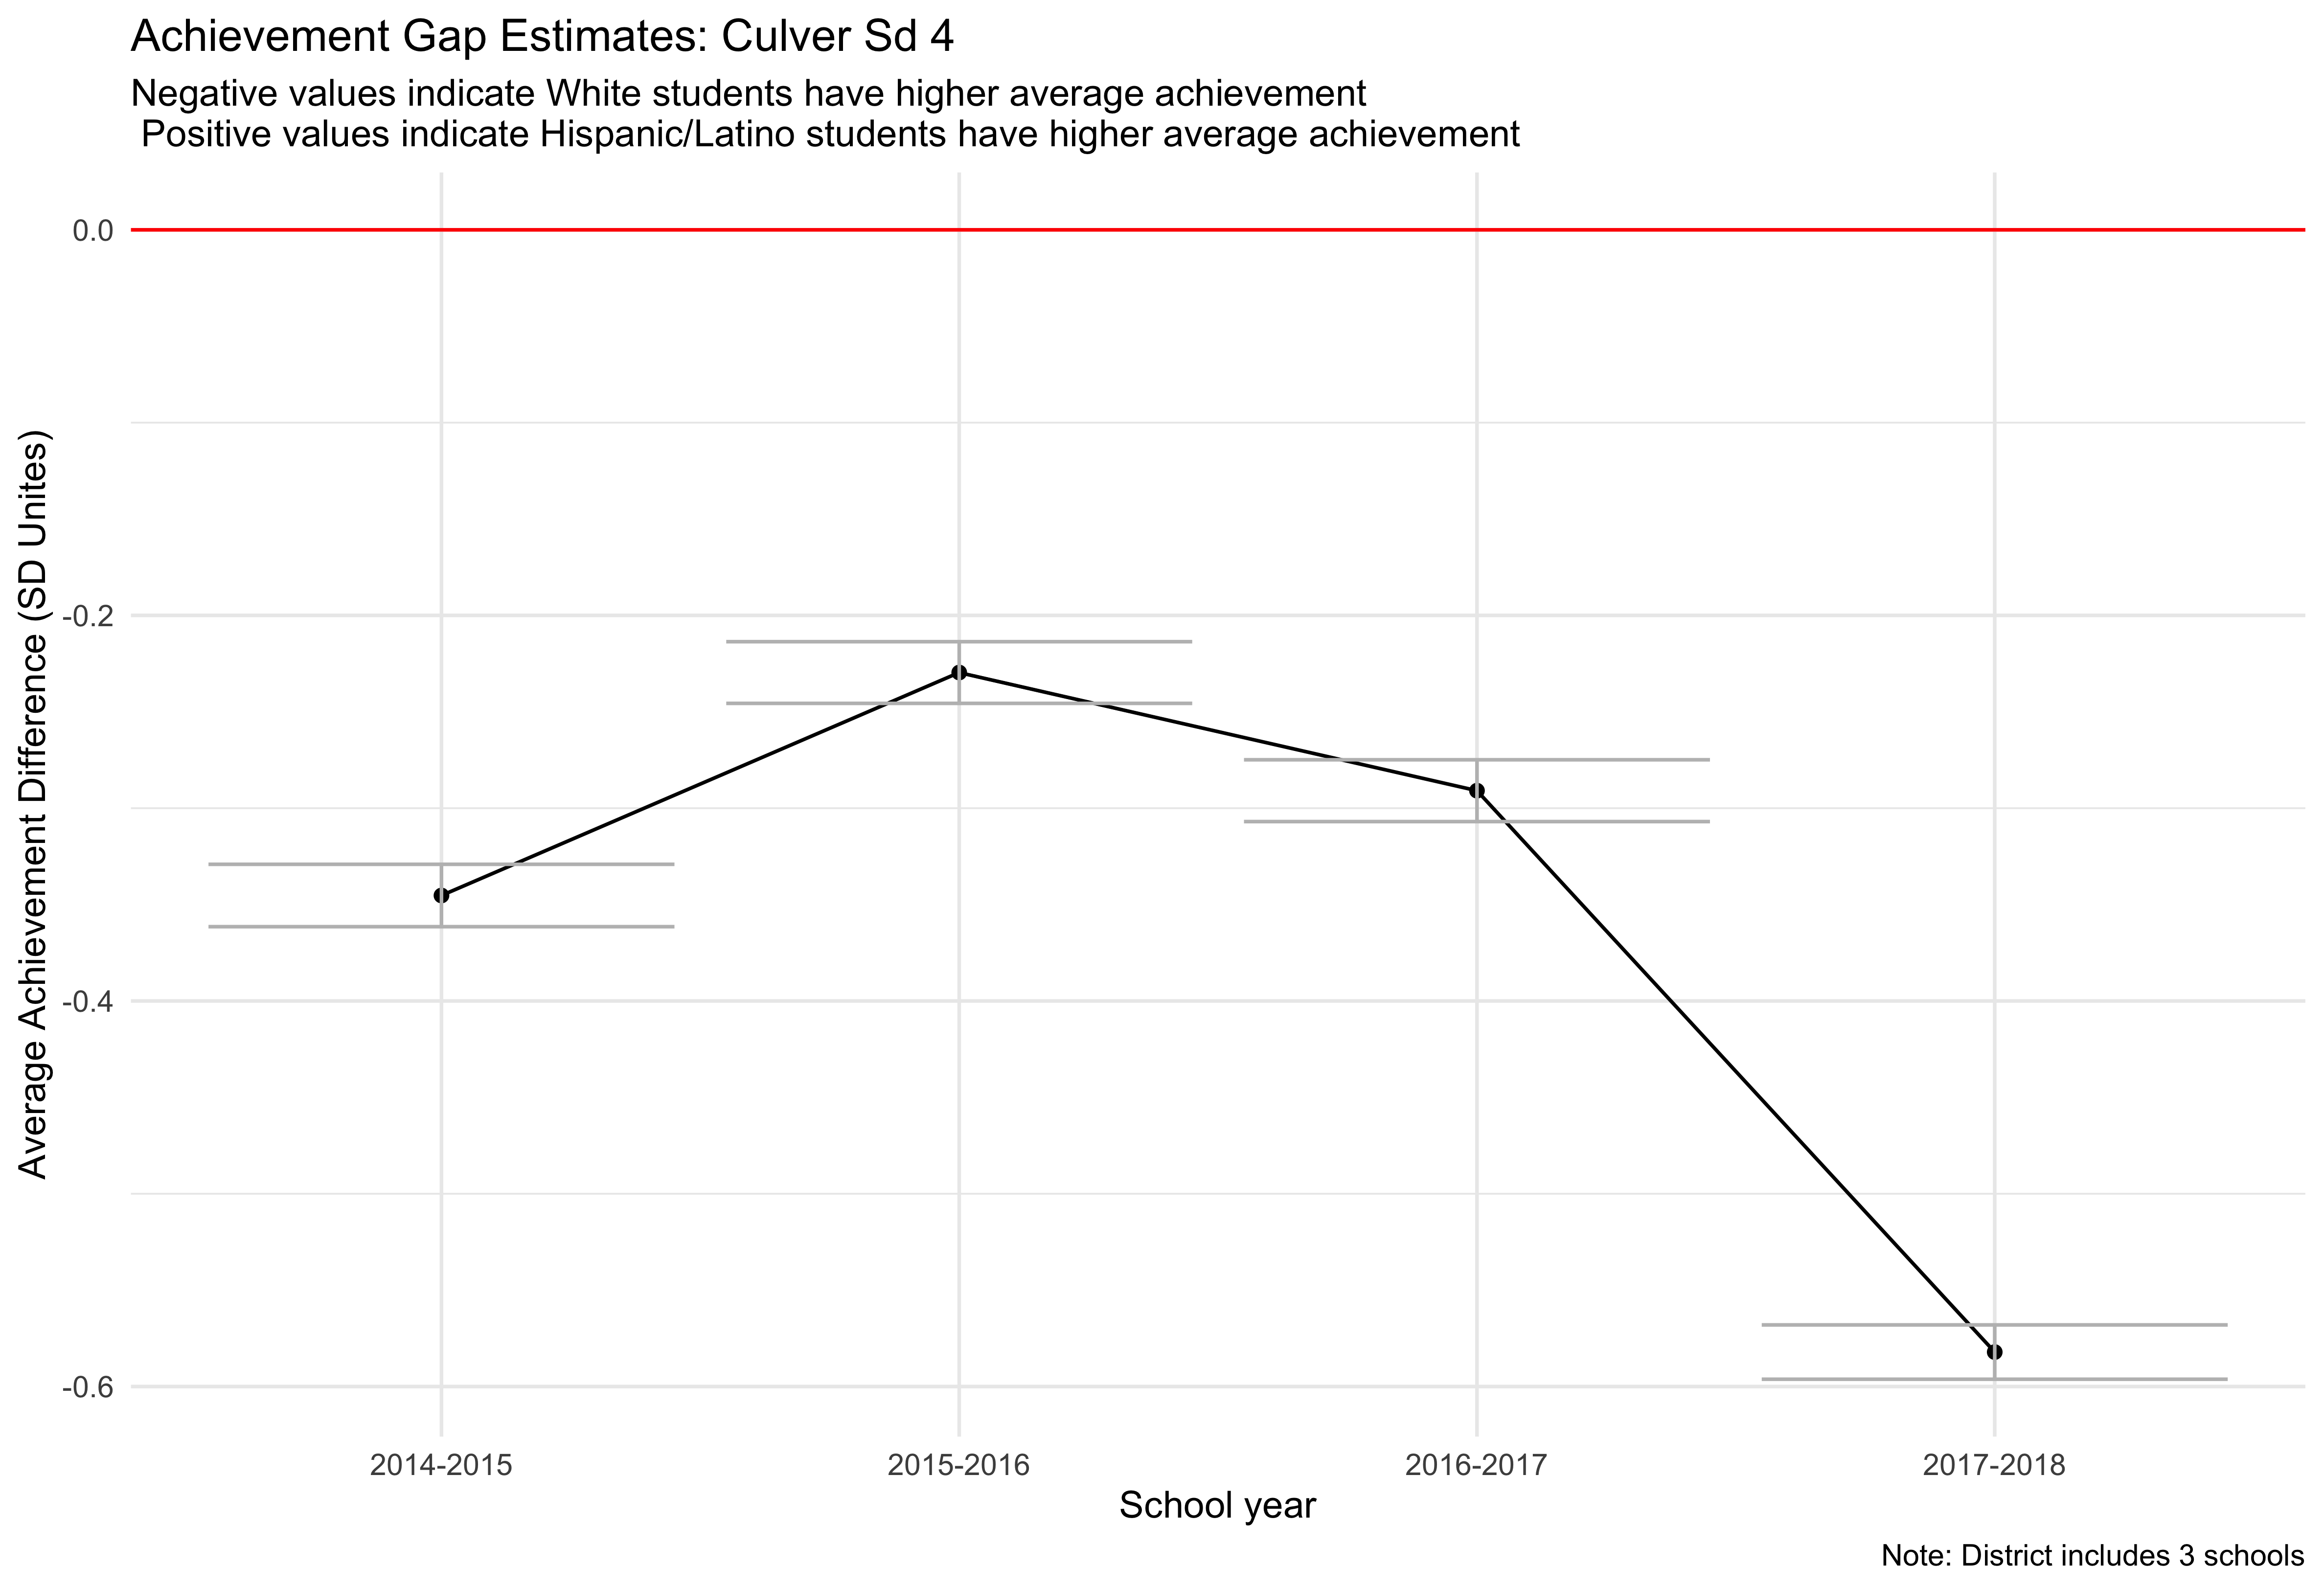 Achievement Gap Estimates: Culver Sd 4
Negative values indicate White students have higher average achievement
Positive values indicate Hispanic/Latino students have higher average achievement
Average Achievement Difference (SD Unites)
0.0
-0.2
-0.4
-0.6
2014-2015
2015-2016
2016-2017
2017-2018
School year
Note: District includes 3 schools